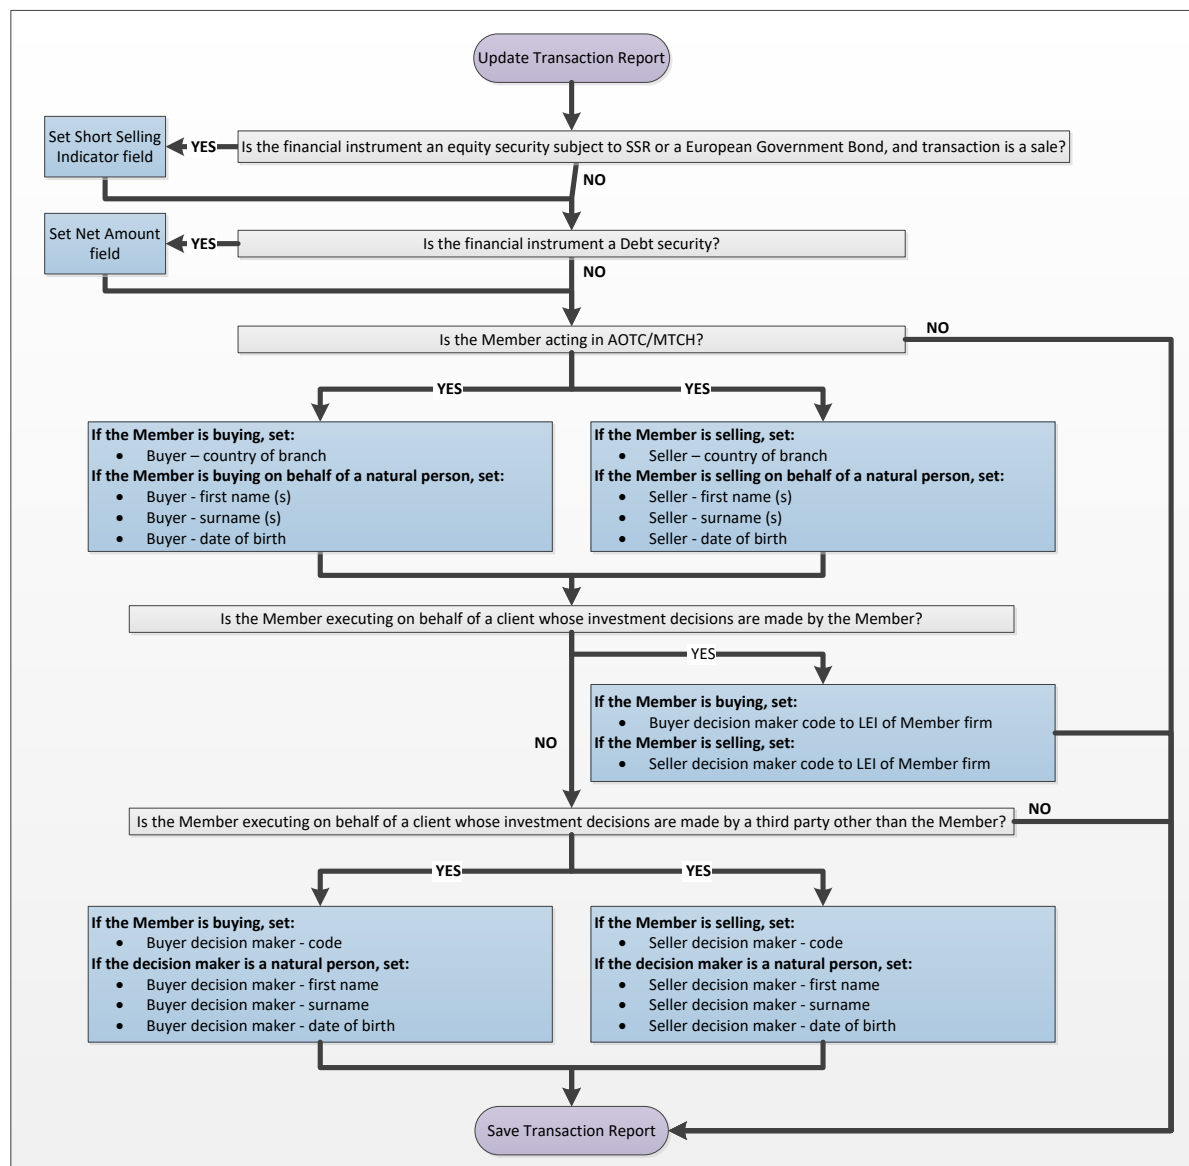 Update Transaction Report
Set Short Selling
Indicator field
YES
Is the financial instrument an equity security subject to SSR or a European Government Bond, and transaction is a sale?
NO
Set Net Amount
field
YES
Is the financial instrument a Debt security?
NO
Is the Member acting in AOTC/MTCH?
NO
YES
YES
If the Member is buying, set:
• Buyer – country of branch
If the Member is buying on behalf of a natural person, set:
• Buyer - first name (s)
• Buyer - surname (s)
• Buyer - date of birth
If the Member is selling, set:
• Seller – country of branch
If the Member is selling on behalf of a natural person, set:
• Seller - first name (s)
• Seller - surname (s)
• Seller - date of birth
Is the Member executing on behalf of a client whose investment decisions are made by the Member?
YES
If the Member is buying, set:
• Buyer decision maker code to LEI of Member firm
If the Member is selling, set:
• Seller decision maker code to LEI of Member firm
NO
Is the Member executing on behalf of a client whose investment decisions are made by a third party other than the Member?
NO
YES
YES
If the Member is buying, set:
• Buyer decision maker - code
If the decision maker is a natural person, set:
• Buyer decision maker - first name
• Buyer decision maker - surname
• Buyer decision maker - date of birth
If the Member is selling, set:
• Seller decision maker - code
If the decision maker is a natural person, set:
• Seller decision maker - first name
• Seller decision maker - surname
• Seller decision maker - date of birth
Save Transaction Report